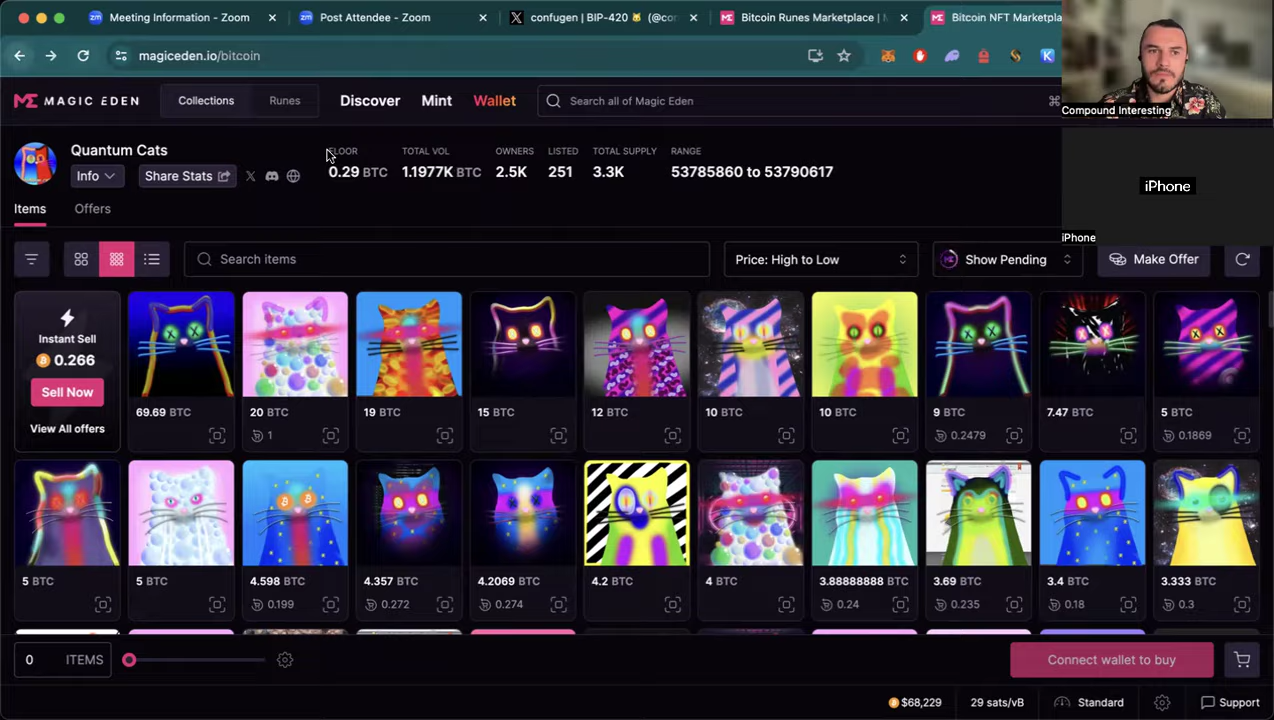 Meeting Information - Zoom
Post Attendee - Zoom
confugen | BIP-420 😺 (@co
Bitcoin Runes Marketplace |
Bitcoin NFT Marketpla
magiceden.io/bitcoin
Compound Interesting
MAGIC EDEN
Collections
Runes
Discover
Mint
Wallet
Search all of Magic Eden
iPhone
iPhone
Quantum Cats
Info
Share Stats
FLOOR
0.29 BTC
TOTAL VOL
1.1977K BTC
OWNERS
2.5K
LISTED
251
TOTAL SUPPLY
3.3K
RANGE
53785860 to 53790617
Items
Offers
Search items
Price: High to Low
Show Pending
Make Offer
Instant Sell
0.266
Sell Now
View All offers
69.69 BTC
20 BTC
1
19 BTC
15 BTC
12 BTC
10 BTC
10 BTC
9 BTC
0.2479
7.47 BTC
5 BTC
0.1869
5 BTC
5 BTC
4.598 BTC
0.199
4.357 BTC
0.272
4.2069 BTC
0.274
4.2 BTC
4 BTC
3.88888888 BTC
0.24
3.69 BTC
0.235
3.4 BTC
0.18
3.333 BTC
0.3
0 ITEMS
Connect wallet to buy
$68,229
29 sats/vB
Standard
Support